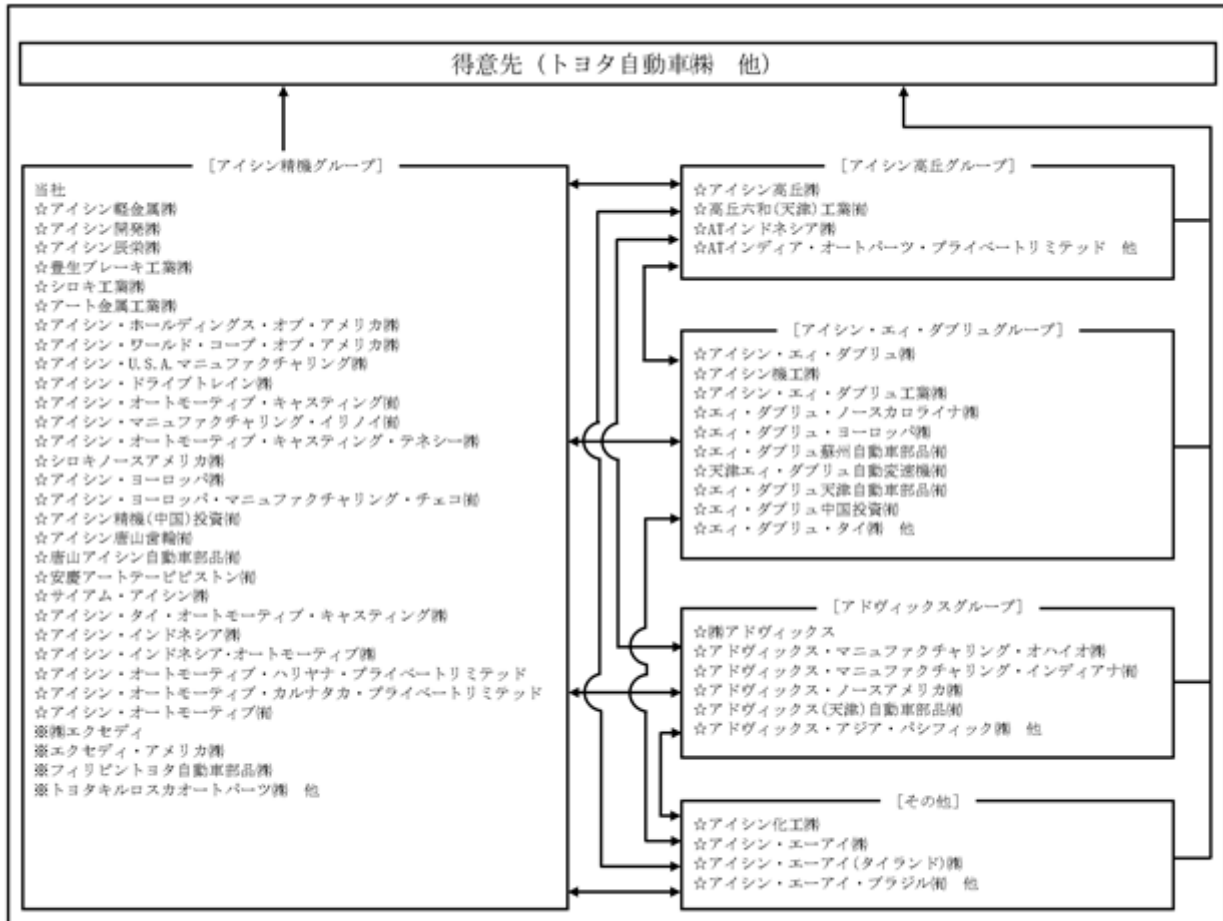 得意先（トヨタ自動車㈱　他）
［アイシン精機グループ］
当社
☆アイシン軽金属㈱
☆アイシン開発㈱
☆アイシン辰栄㈱
☆豊生ブレーキ工業㈱
☆シロキ工業㈱
☆アート金属工業㈱
☆アイシン・ホールディングス・オブ・アメリカ㈱
☆アイシン・ワールド・コープ・オブ・アメリカ㈱
☆アイシン・U.S.A.マニュファクチャリング㈱
☆アイシン・ドライブトレイン㈱
☆アイシン・オートモーティブ・キャスティング㈲
☆アイシン・マニュファクチャリング・イリノイ㈲
☆アイシン・オートモーティブ・キャスティング・テネシー㈱
☆シロキノースアメリカ㈱
☆アイシン・ヨーロッパ㈱
☆アイシン・ヨーロッパ・マニュファクチャリング・チェコ㈲
☆アイシン精機(中国)投資㈲
☆アイシン唐山歯輪㈲
☆唐山アイシン自動車部品㈲
☆安慶アートテーピピストン㈲
☆サイアム・アイシン㈱
☆アイシン・タイ・オートモーティブ・キャスティング㈱
☆アイシン・インドネシア㈱
☆アイシン・インドネシア・オートモーティブ㈱
☆アイシン・オートモーティブ・ハリヤナ・プライベートリミテッド
☆アイシン・オートモーティブ・カルナタカ・プライベートリミテッド
☆アイシン・オートモーティブ㈲
※㈱エクセディ
※エクセディ・アメリカ㈱
※フィリピントヨタ自動車部品㈱
※トヨタキルロスカオートパーツ㈱　他
［アイシン高丘グループ］
☆アイシン高丘㈱
☆高丘六和(天津)工業㈲
☆ATインドネシア㈱
☆ATインディア・オートパーツ・プライベートリミテッド　他
［アイシン・エィ・ダブリュグループ］
☆アイシン・エィ・ダブリュ㈱
☆アイシン機工㈱
☆アイシン・エィ・ダブリュ工業㈱
☆エィ・ダブリュ・ノースカロライナ㈱
☆エィ・ダブリュ・ヨーロッパ㈱
☆エィ・ダブリュ蘇州自動車部品㈲
☆天津エィ・ダブリュ自動変速機㈲
☆エィ・ダブリュ天津自動車部品㈲
☆エィ・ダブリュ中国投資㈲
☆エィ・ダブリュ・タイ㈱　他
［アドヴィックスグループ］
☆㈱アドヴィックス
☆アドヴィックス・マニュファクチャリング・オハイオ㈱
☆アドヴィックス・マニュファクチャリング・インディアナ㈲
☆アドヴィックス・ノースアメリカ㈱
☆アドヴィックス(天津)自動車部品㈲
☆アドヴィックス・アジア・パシフィック㈱　他
［その他］
☆アイシン化工㈱
☆アイシン・エーアイ㈱
☆アイシン・エーアイ(タイランド)㈱
☆アイシン・エーアイ・ブラジル㈲　他